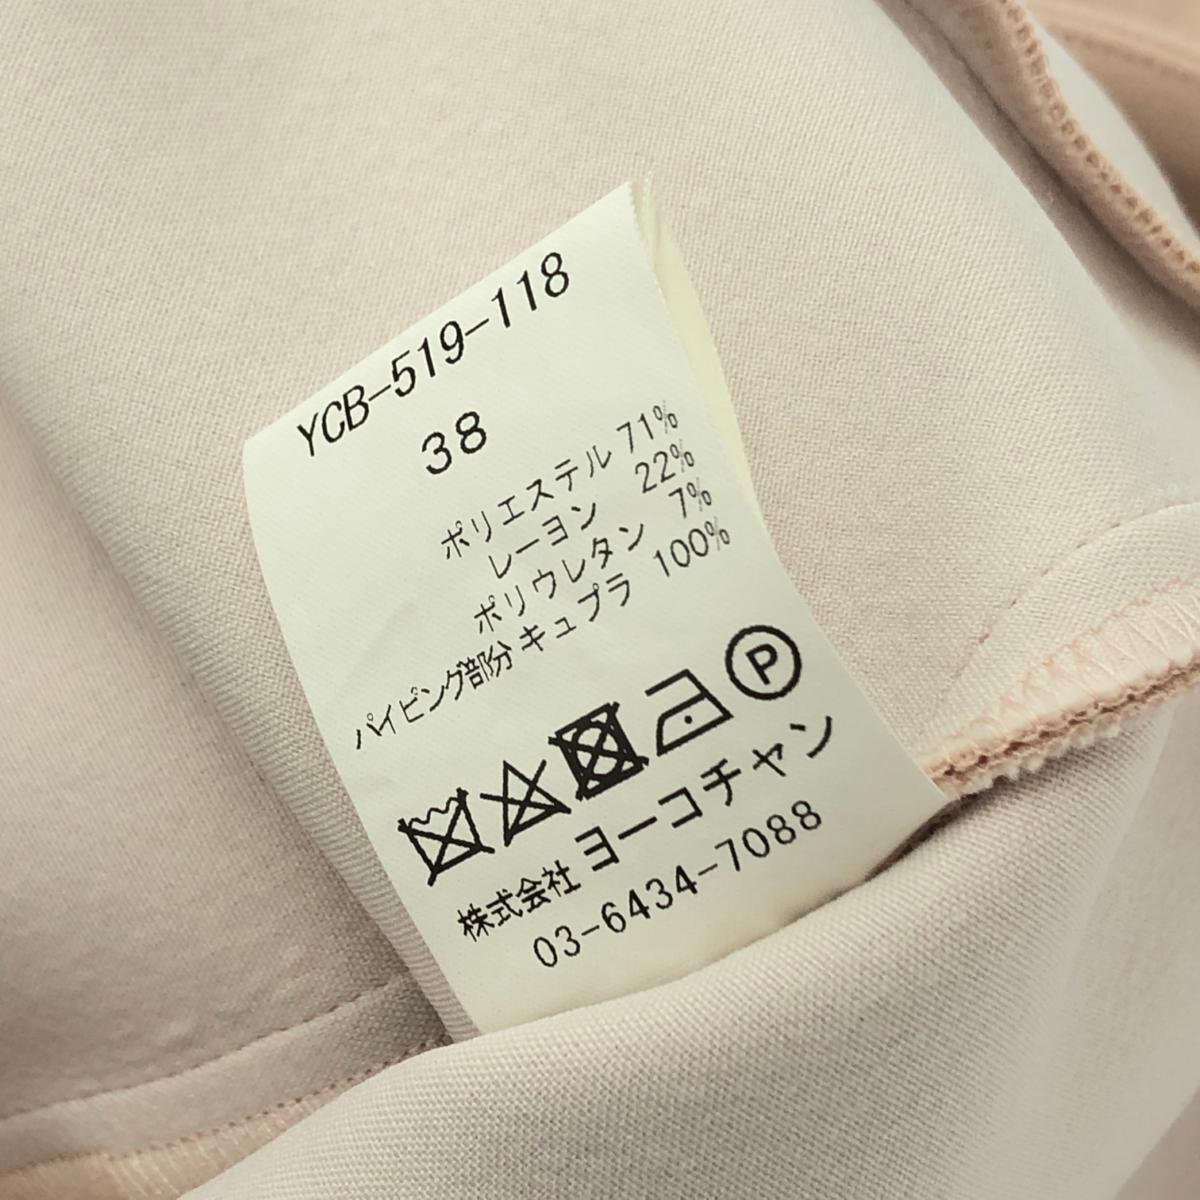 YCB-519-118
38
ポリエステル 71%
レーヨン 22%
ポリウレタン 7%
パイピング部分 キュプラ 100%
P
株式会社 ヨーコチャン
03-6434-7088